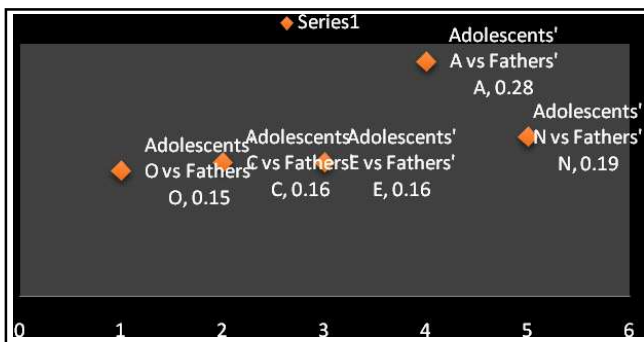 Series1
Adolescents'
A vs Fathers'
A, 0.28
Adolescents'
O vs Fathers'
O, 0.15
Adolescents'
C vs Fathers'
C, 0.16
Adolescents'
E vs Fathers'
E, 0.16
Adolescents'
N vs Fathers'
N, 0.19
0 1 2 3 4 5 6